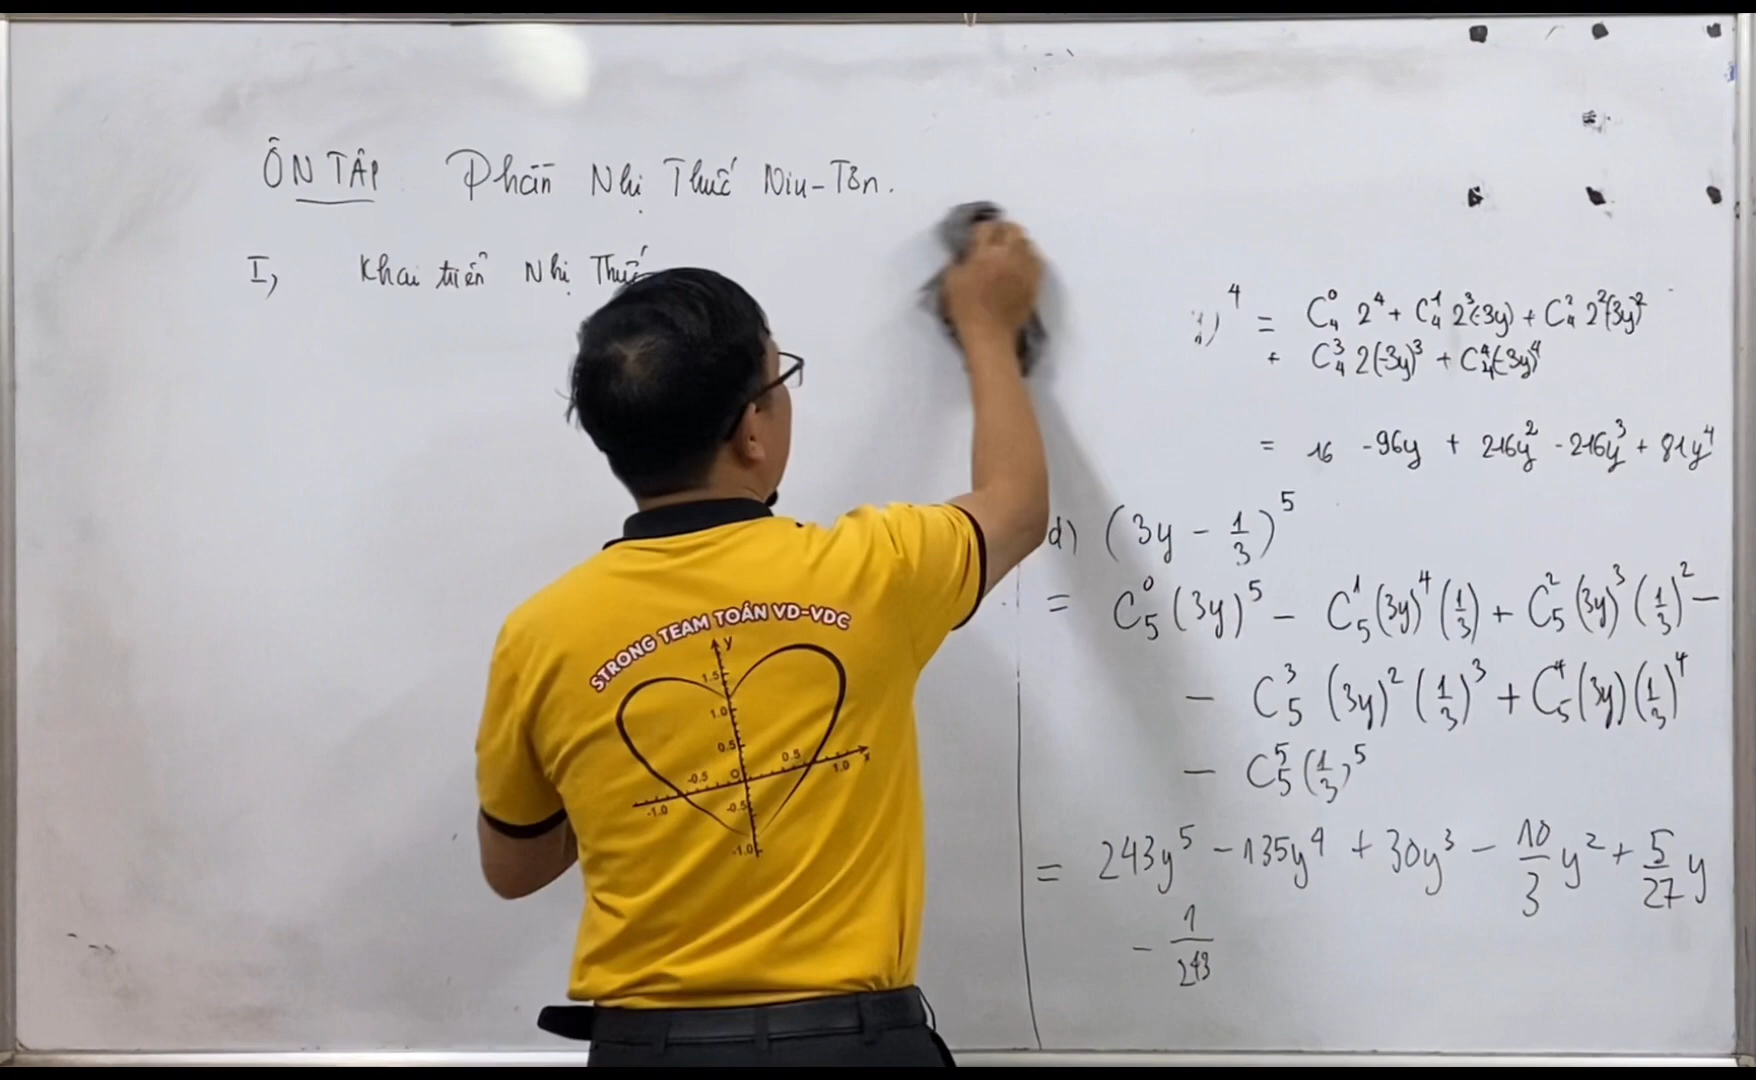 ÔN TẬP Phần Nhị Thức Niu-Tơn.
I, Khai triển Nhị Thức
)⁴ = C₄⁰ 2⁴ + C₄¹ 2³(-3y) + C₄² 2²(3y)²
+ C₄³ 2(-3y)³ + C₄⁴(-3y)⁴
= 16 - 96y + 216y² - 216y³ + 81y⁴
d) (3y - 1/3)⁵
= C₅⁰ (3y)⁵ - C₅¹ (3y)⁴ (1/3) + C₅² (3y)³ (1/3)² -
- C₅³ (3y)² (1/3)³ + C₅⁴ (3y) (1/3)⁴
- C₅⁵ (1/3)⁵
= 243y⁵ - 135y⁴ + 30y³ - 10/3 y² + 5/27 y
- 1/243
STRONG TEAM TOÁN VD-VDC
y
1.5
1.0
0.5
-0.5 O 0.5 1.0 x
-1.0 -0.5
-1.0